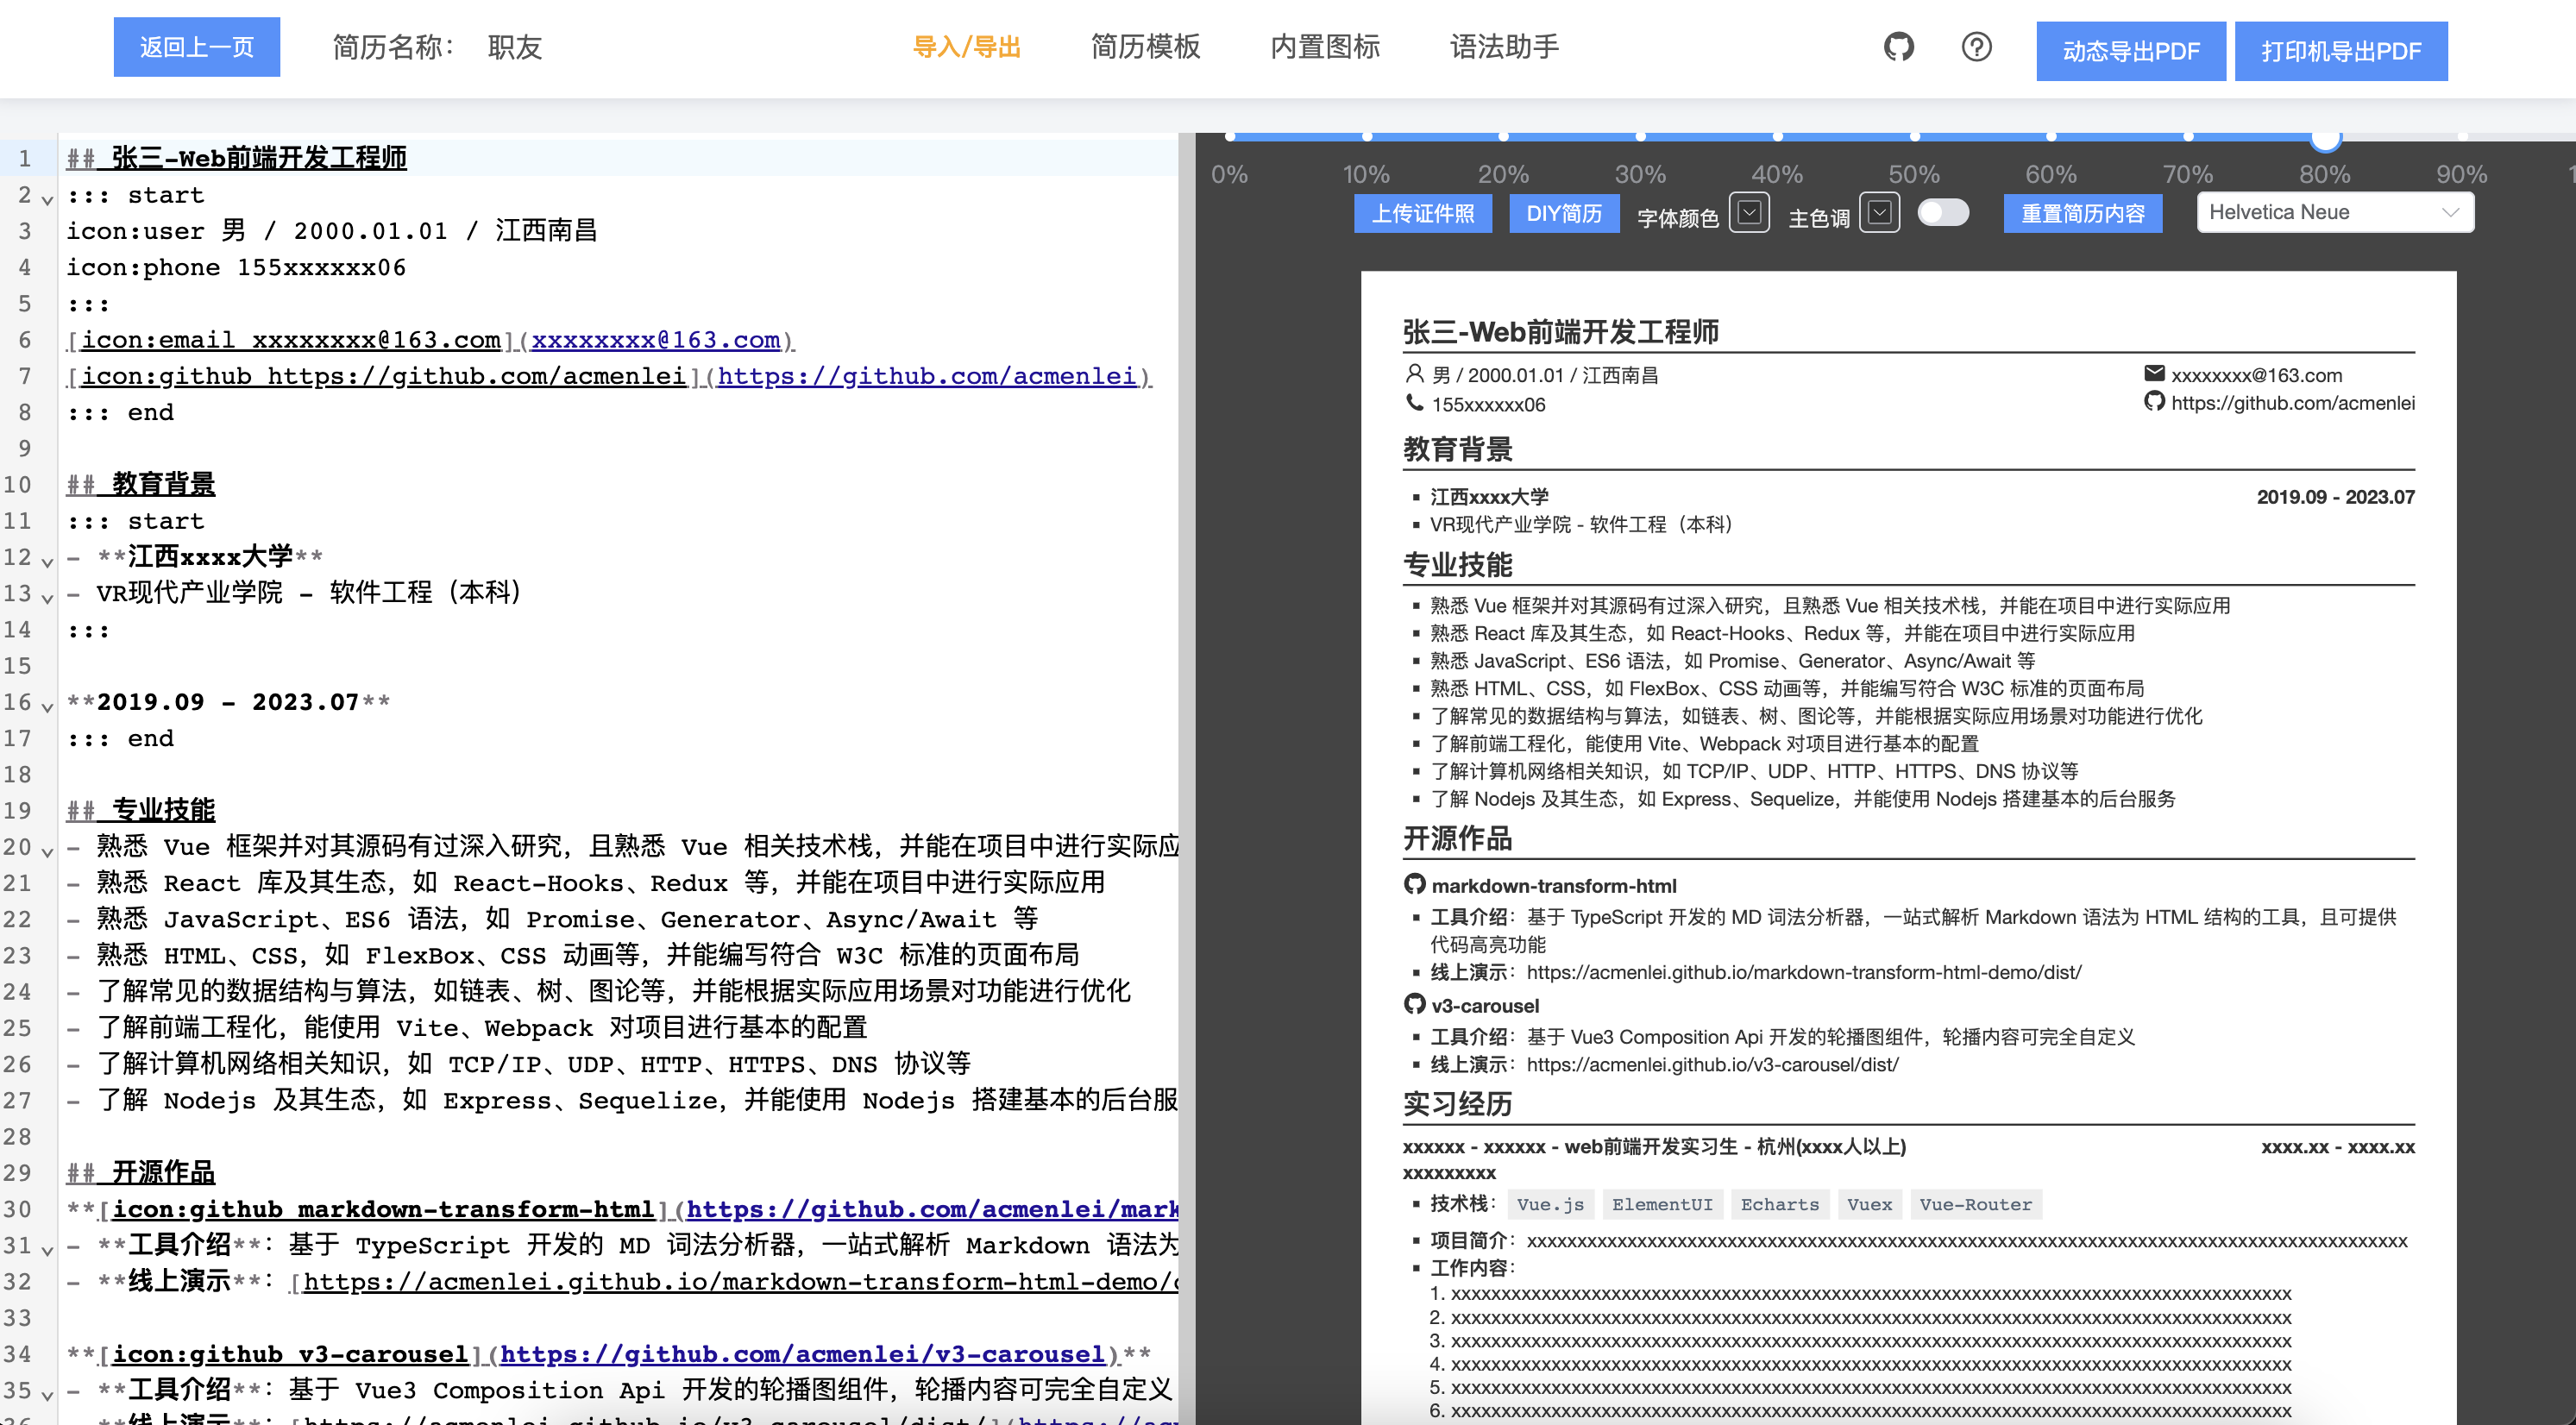 返回上一页 简历名称： 职友 导入/导出 简历模板 内置图标 语法助手 动态导出PDF 打印机导出PDF
1 ## 张三-Web前端开发工程师
2 ::: start
3 icon:user 男 / 2000.01.01 / 江西南昌
4 icon:phone 155xxxxxx06
5 :::
6 [icon:email xxxxxxxx@163.com](xxxxxxxx@163.com)
7 [icon:github https://github.com/acmenlei](https://github.com/acmenlei)
8 ::: end
9
10 ## 教育背景
11 ::: start
12 - **江西xxxx大学**
13 - VR现代产业学院 - 软件工程（本科）
14 :::
15
16 **2019.09 - 2023.07**
17 ::: end
18
19 ## 专业技能
20 - 熟悉 Vue 框架并对其源码有过深入研究，且熟悉 Vue 相关技术栈，并能在项目中进行实际应
21 - 熟悉 React 库及其生态，如 React-Hooks、Redux 等，并能在项目中进行实际应用
22 - 熟悉 JavaScript、ES6 语法，如 Promise、Generator、Async/Await 等
23 - 熟悉 HTML、CSS，如 FlexBox、CSS 动画等，并能编写符合 W3C 标准的页面布局
24 - 了解常见的数据结构与算法，如链表、树、图论等，并能根据实际应用场景对功能进行优化
25 - 了解前端工程化，能使用 Vite、Webpack 对项目进行基本的配置
26 - 了解计算机网络相关知识，如 TCP/IP、UDP、HTTP、HTTPS、DNS 协议等
27 - 了解 Nodejs 及其生态，如 Express、Sequelize，并能使用 Nodejs 搭建基本的后台服
28
29 ## 开源作品
30 **[icon:github markdown-transform-html](https://github.com/acmenlei/mark
31 - **工具介绍**：基于 TypeScript 开发的 MD 词法分析器，一站式解析 Markdown 语法为
32 - **线上演示**：[https://acmenlei.github.io/markdown-transform-html-demo/
33
34 **[icon:github v3-carousel](https://github.com/acmenlei/v3-carousel)**
35 - **工具介绍**：基于 Vue3 Composition Api 开发的轮播图组件，轮播内容可完全自定义
0% 10% 20% 30% 40% 50% 60% 70% 80% 90%
上传证件照 DIY简历 字体颜色 主色调 重置简历内容 Helvetica Neue
张三-Web前端开发工程师
男 / 2000.01.01 / 江西南昌 xxxxxxxx@163.com
155xxxxxx06 https://github.com/acmenlei
教育背景
江西xxxx大学 2019.09 - 2023.07
VR现代产业学院 - 软件工程（本科）
专业技能
熟悉 Vue 框架并对其源码有过深入研究，且熟悉 Vue 相关技术栈，并能在项目中进行实际应用
熟悉 React 库及其生态，如 React-Hooks、Redux 等，并能在项目中进行实际应用
熟悉 JavaScript、ES6 语法，如 Promise、Generator、Async/Await 等
熟悉 HTML、CSS，如 FlexBox、CSS 动画等，并能编写符合 W3C 标准的页面布局
了解常见的数据结构与算法，如链表、树、图论等，并能根据实际应用场景对功能进行优化
了解前端工程化，能使用 Vite、Webpack 对项目进行基本的配置
了解计算机网络相关知识，如 TCP/IP、UDP、HTTP、HTTPS、DNS 协议等
了解 Nodejs 及其生态，如 Express、Sequelize，并能使用 Nodejs 搭建基本的后台服务
开源作品
markdown-transform-html
工具介绍：基于 TypeScript 开发的 MD 词法分析器，一站式解析 Markdown 语法为 HTML 结构的工具，且可提供
代码高亮功能
线上演示：https://acmenlei.github.io/markdown-transform-html-demo/dist/
v3-carousel
工具介绍：基于 Vue3 Composition Api 开发的轮播图组件，轮播内容可完全自定义
线上演示：https://acmenlei.github.io/v3-carousel/dist/
实习经历
xxxxxx - xxxxxx - web前端开发实习生 - 杭州(xxxx人以上) xxxx.xx - xxxx.xx
xxxxxxxxx
技术栈： Vue.js ElementUI Echarts Vuex Vue-Router
项目简介：
工作内容：
1.
2.
3.
4.
5.
6.